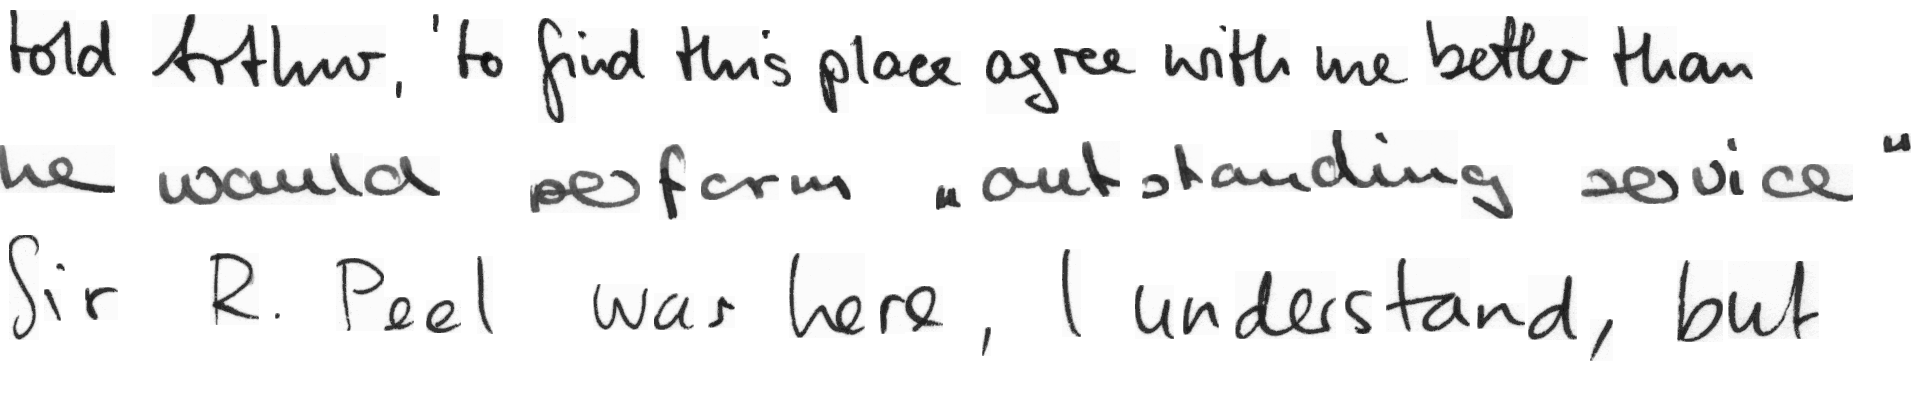 told Arthur, 'to find this place agree with me better than
he would perform "outstanding service"
Sir R. Peel was here, I understand, but